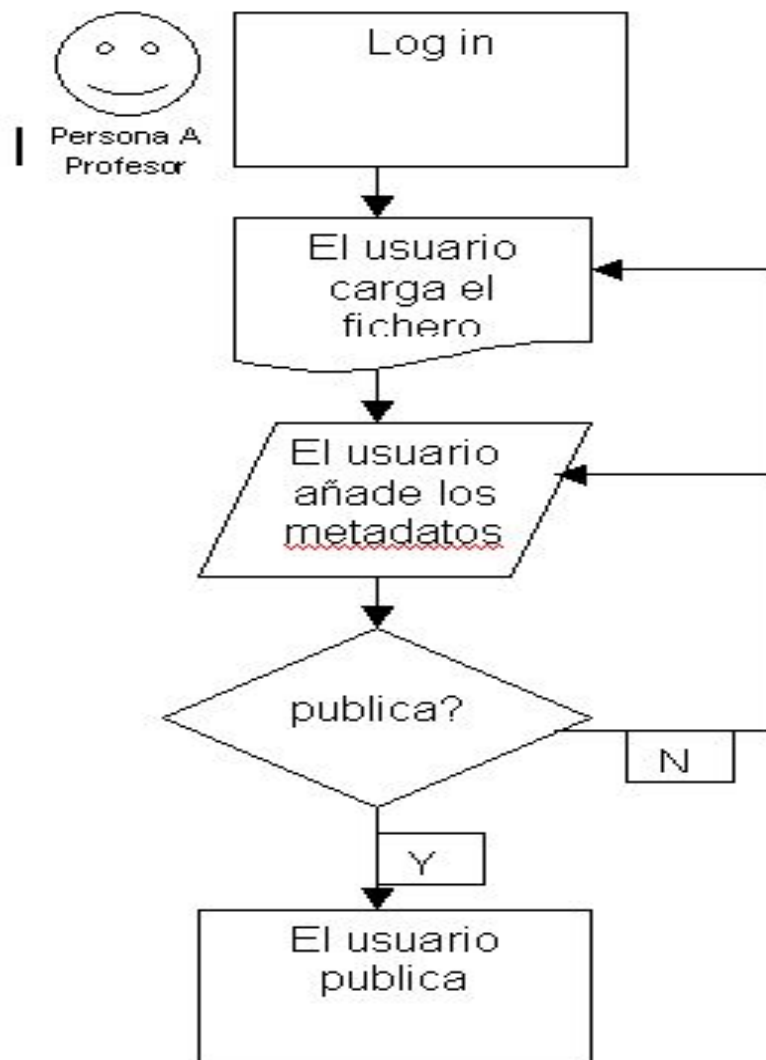 Log in
Persona A
Profesor
El usuario
carga el
fichero
El usuario
añade los
metadatos
publica?
N
Y
El usuario
publica